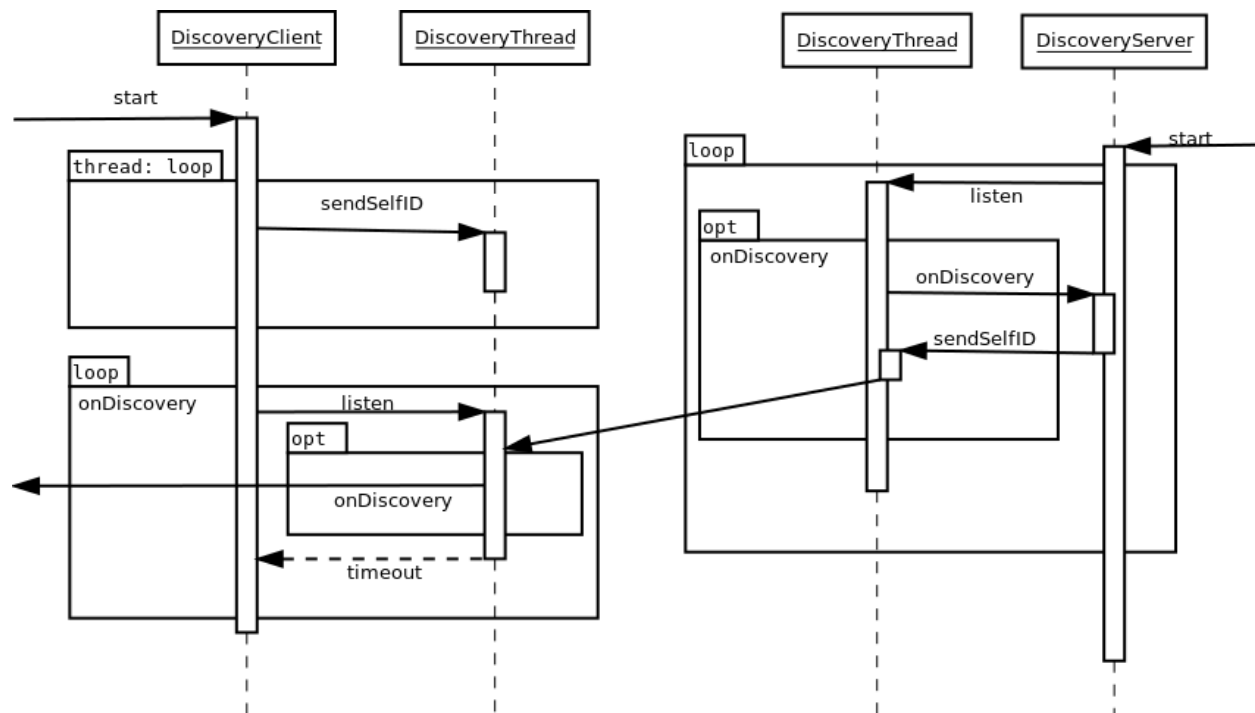 DiscoveryClient
DiscoveryThread
DiscoveryThread
DiscoveryServer
start
start
thread: loop
loop
listen
sendSelfID
opt
onDiscovery
onDiscovery
sendSelfID
loop
onDiscovery
listen
opt
onDiscovery
timeout